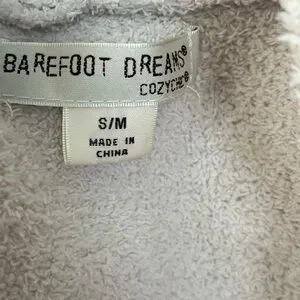 BAREFOOT DREAMS®
COZYCHIC®
S/M
MADE IN
CHINA